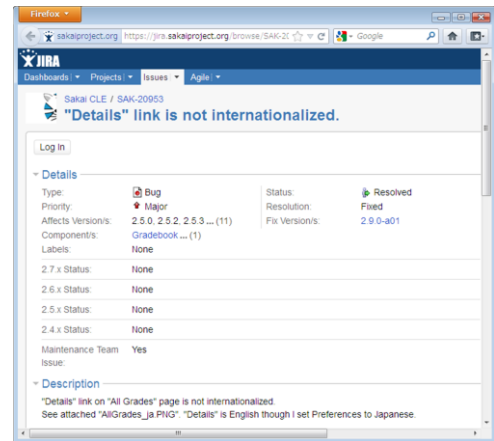 Firefox
sakaiproject.org https://jira.sakaiproject.org/browse/SAK-2( Google
JIRA
Dashboards Projects Issues Agile
Sakai CLE / SAK-20953
"Details" link is not internationalized.
Log In
Details
Type: Bug Status: Resolved
Priority: Major Resolution: Fixed
Affects Version/s: 2.5.0, 2.5.2, 2.5.3 ... (11) Fix Version/s: 2.9.0-a01
Component/s: Gradebook ... (1)
Labels: None
2.7.x Status: None
2.6.x Status: None
2.5.x Status: None
2.4.x Status: None
Maintenance Team Yes
Issue:
Description
"Details" link on "All Grades" page is not internationalized.
See attached "AllGrades_ja.PNG". "Details" is English though I set Preferences to Japanese.